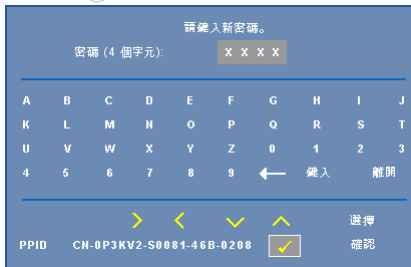 請鍵入新密碼。
密碼 (4 個字元): X X X X
A B C D E F G H I J
K L M N O P Q R S T
U V W X Y Z 0 1 2 3
4 5 6 7 8 9 ← 鍵入 離開
> < ∨ ∧ 選擇
PPID CN-0P3KV2-S0081-46B-0208 ✓ 確認